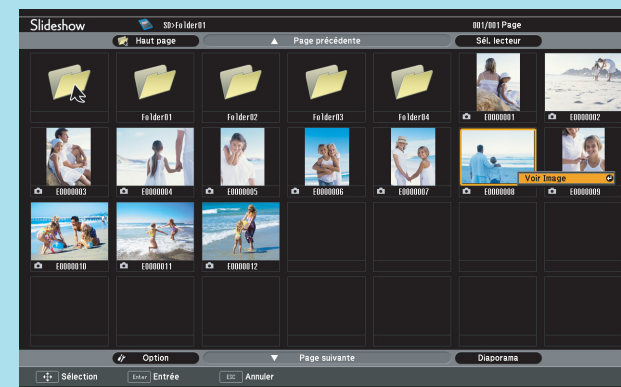 Slideshow SD>Folder01 001/001 Page
Haut page Page précédente Sél. lecteur
Folder01 Folder02 Folder03 Folder04 E0000001 E0000002
Voir Image
E0000003 E0000004 E0000005 E0000006 E0000007 E0000008 E0000009
E0000010 E0000011 E0000012
Option Page suivante Diaporama
Sélection Enter Entrée ESC Annuler